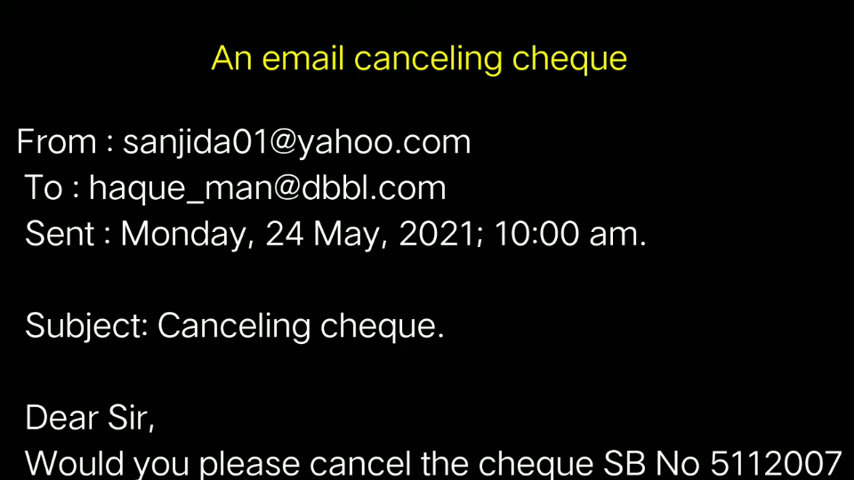 An email canceling cheque
From : sanjida01@yahoo.com
To : haque_man@dbbl.com
Sent : Monday, 24 May, 2021; 10:00 am.
Subject: Canceling cheque.
Dear Sir,
Would you please cancel the cheque SB No 5112007